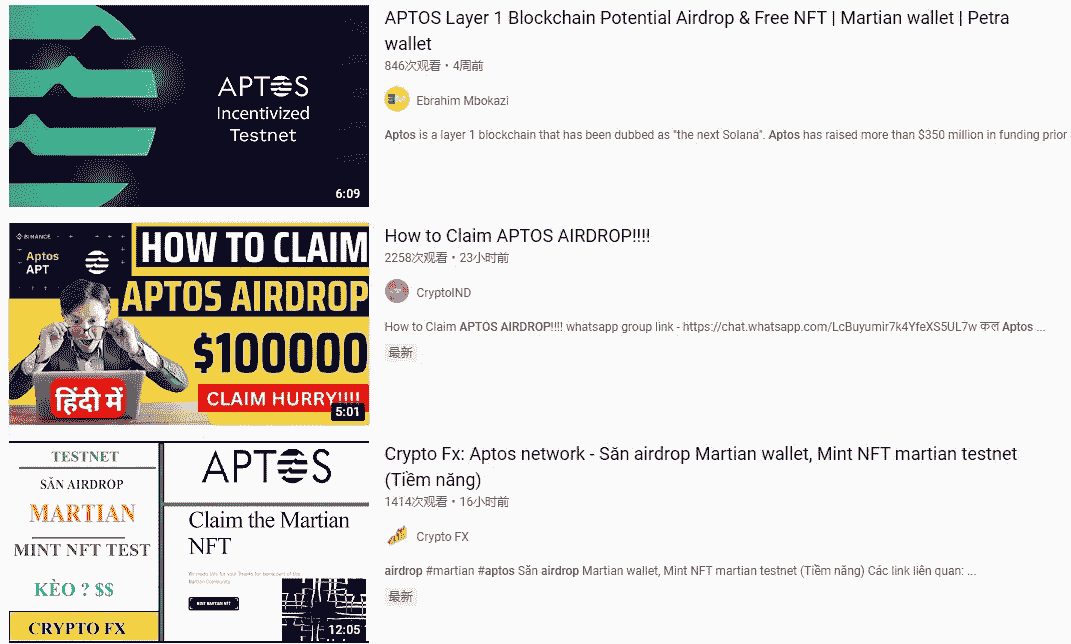 APTOS
Incentivized
Testnet
6:09
APTOS Layer 1 Blockchain Potential Airdrop & Free NFT | Martian wallet | Petra
wallet
846次观看 • 4周前
Ebrahim Mbokazi
Aptos is a layer 1 blockchain that has been dubbed as "the next Solana". Aptos has raised more than $350 million in funding prior
BINANCE
Aptos
APT
HOW TO CLAIM
APTOS AIRDROP
$100000
CLAIM HURRY!!!!
हिंदी में
5:01
How to Claim APTOS AIRDROP!!!!
2258次观看 • 23小时前
CryptoIND
How to Claim APTOS AIRDROP!!!! whatsapp group link - https://chat.whatsapp.com/LcBuyumir7k4YfeXS5UL7w कल Aptos ...
最新
TESTNET
SĂN AIRDROP
MARTIAN
MINT NFT TEST
KÈO ? $$
CRYPTO FX
APTOS
Claim the Martian
NFT
MINT MARTIAN NFT
12:05
Crypto Fx: Aptos network - Săn airdrop Martian wallet, Mint NFT martian testnet
(Tiềm năng)
1414次观看 • 16小时前
Crypto FX
airdrop #martian #aptos Săn airdrop Martian wallet, Mint NFT martian testnet (Tiềm năng) Các link liên quan: ...
最新